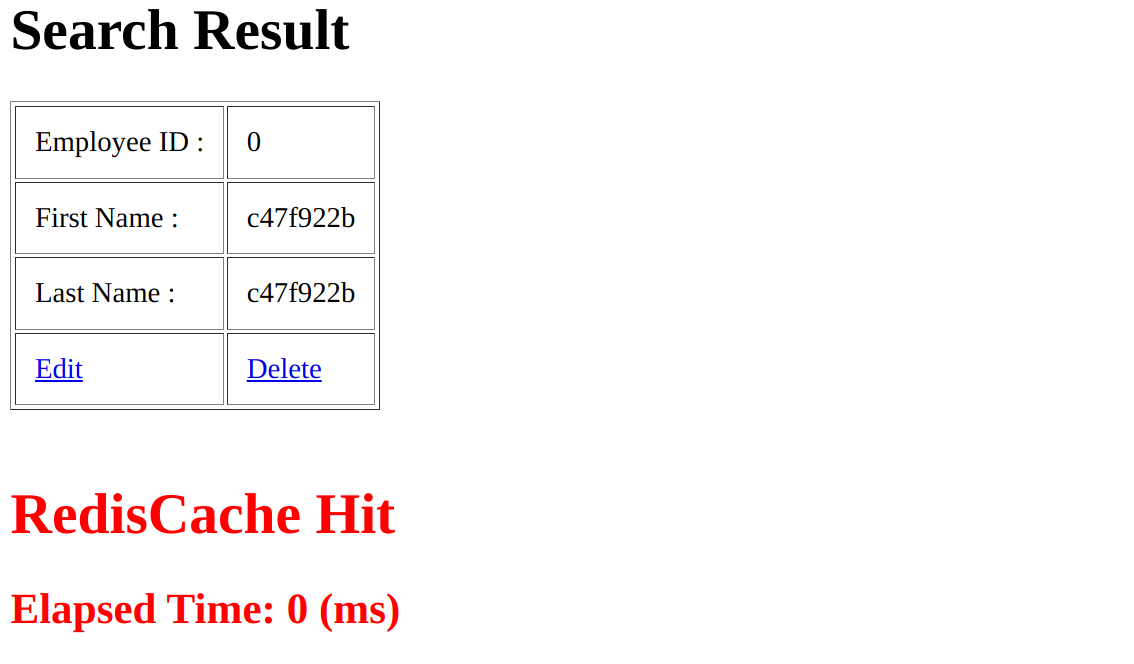 Search Result
Employee ID : 0
First Name : c47f922b
Last Name : c47f922b
Edit Delete
RedisCache Hit
Elapsed Time: 0 (ms)